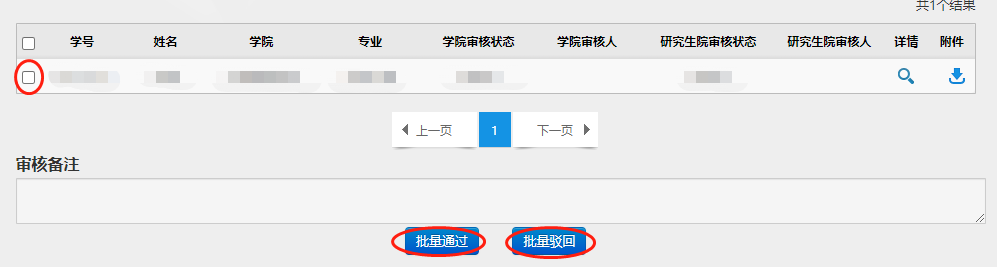 共1个结果
学号 姓名 学院 专业 学院审核状态 学院审核人 研究生院审核状态 研究生院审核人 详情 附件
上一页 1 下一页
审核备注
批量通过 批量驳回